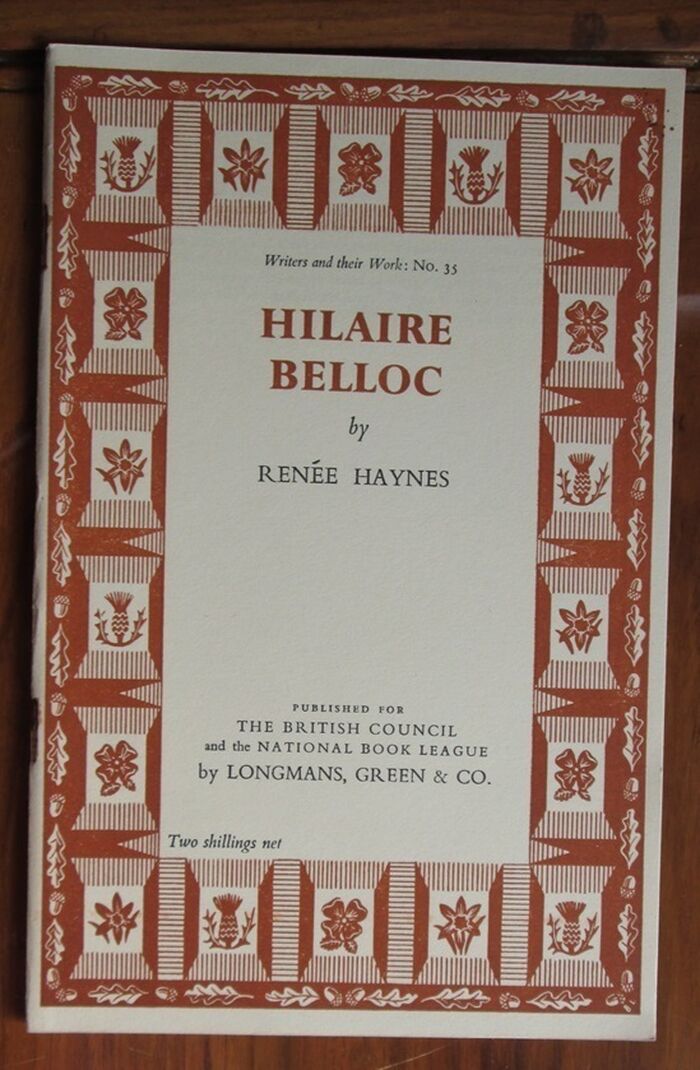 Writers and their Work: No. 35
HILAIRE
BELLOC
by
RENÉE HAYNES
PUBLISHED FOR
THE BRITISH COUNCIL
and the NATIONAL BOOK LEAGUE
by LONGMANS, GREEN & CO.
Two shillings net